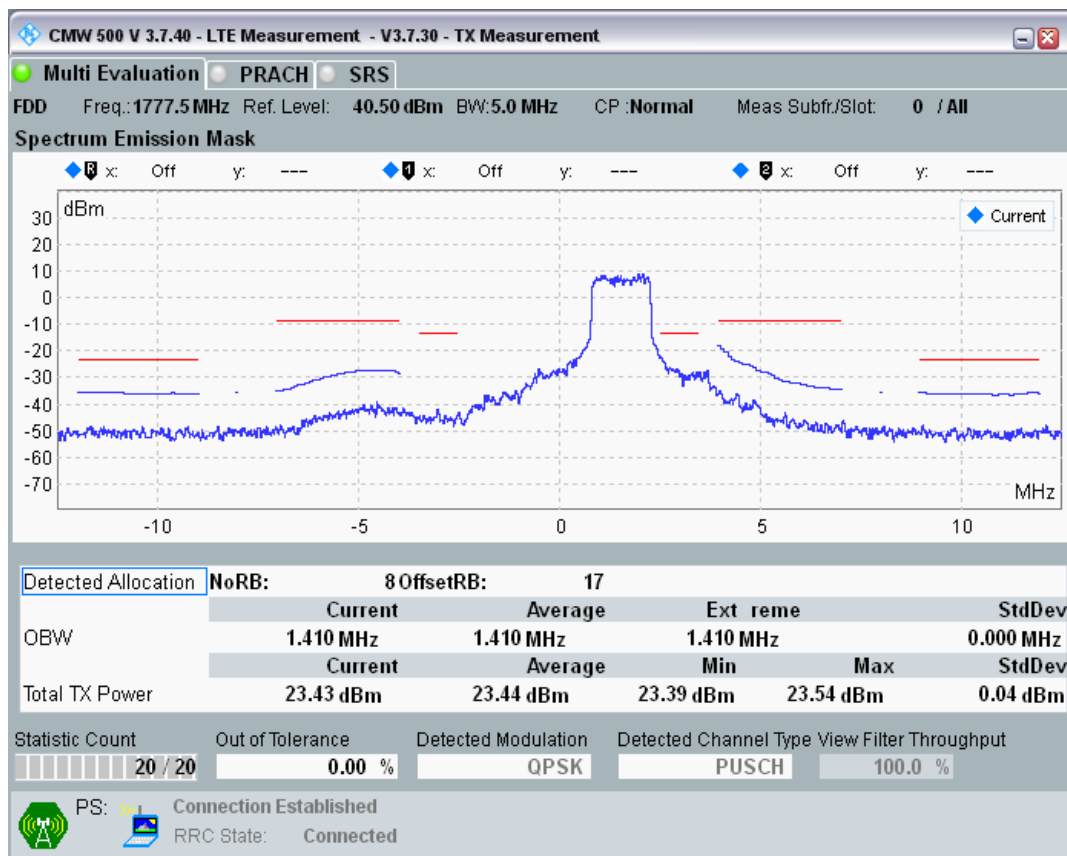 CMW 500 V 3.7.40 - LTE Measurement - V3.7.30 - TX Measurement
Multi Evaluation PRACH SRS
FDD Freq.:1777.5 MHz Ref. Level: 40.50 dBm BW:5.0 MHz CP :Normal Meas Subfr./Slot: 0 / All
Spectrum Emission Mask
R x: Off y: --- 1 x: Off y: --- 2 x: Off y: ---
dBm
Current
30
20
10
0
-10
-20
-30
-40
-50
-60
-70
MHz
-10 -5 0 5 10
Detected Allocation NoRB: 8 OffsetRB: 17
Current Average Ext reme StdDev
OBW 1.410 MHz 1.410 MHz 1.410 MHz 0.000 MHz
Current Average Min Max StdDev
Total TX Power 23.43 dBm 23.44 dBm 23.39 dBm 23.54 dBm 0.04 dBm
Statistic Count Out of Tolerance Detected Modulation Detected Channel Type View Filter Throughput
20 / 20 0.00 % QPSK PUSCH 100.0 %
PS: Connection Established
RRC State: Connected